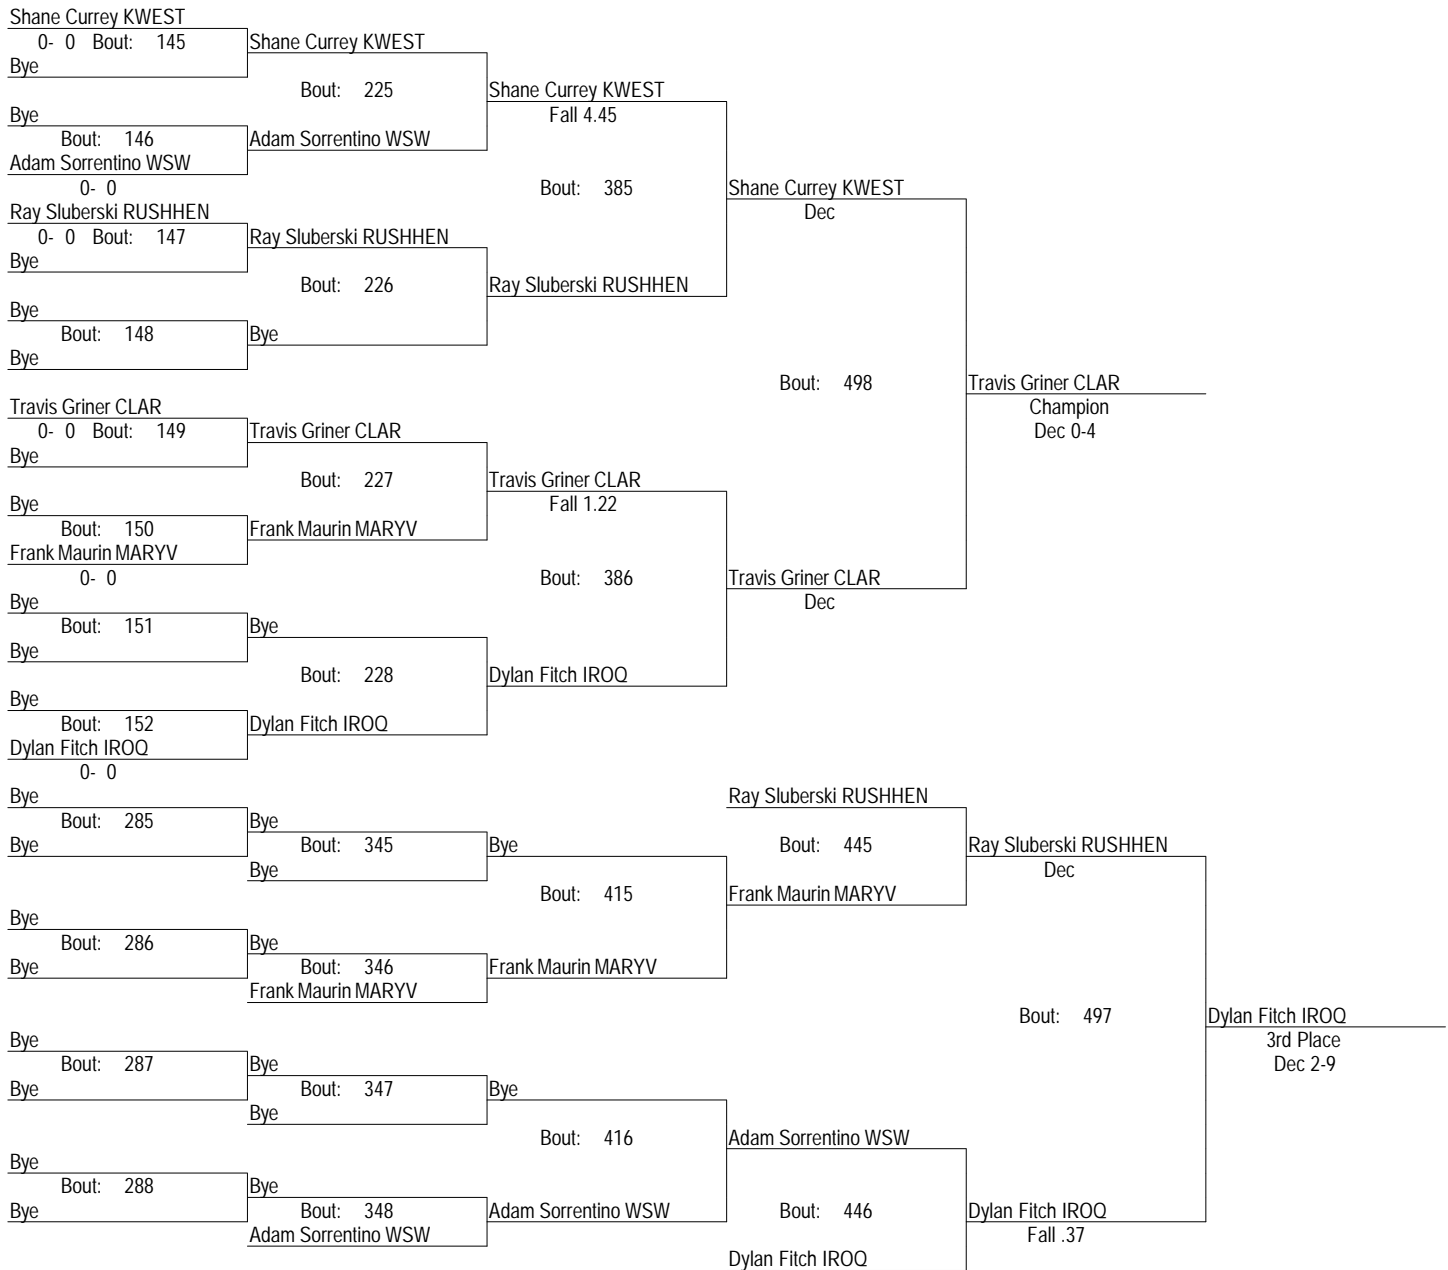 Shane Currey KWEST
0- 0 Bout: 145 Shane Currey KWEST
Bye
Bout: 225 Shane Currey KWEST
Bye Fall 4.45
Bout: 146 Adam Sorrentino WSW
Adam Sorrentino WSW
0- 0 Bout: 385 Shane Currey KWEST
Ray Sluberski RUSHHEN Dec
0- 0 Bout: 147 Ray Sluberski RUSHHEN
Bye
Bout: 226 Ray Sluberski RUSHHEN
Bye
Bout: 148 Bye
Bye
Bout: 498 Travis Griner CLAR
Travis Griner CLAR Champion
0- 0 Bout: 149 Travis Griner CLAR Dec 0-4
Bye
Bout: 227 Travis Griner CLAR
Bye Fall 1.22
Bout: 150 Frank Maurin MARYV
Frank Maurin MARYV
0- 0 Bout: 386 Travis Griner CLAR
Bye Dec
Bout: 151 Bye
Bye
Bout: 228 Dylan Fitch IROQ
Bye
Bout: 152 Dylan Fitch IROQ
Dylan Fitch IROQ
0- 0
Bye Ray Sluberski RUSHHEN
Bout: 285 Bye
Bye Bout: 345 Bye Bout: 445 Ray Sluberski RUSHHEN
Bye Dec
Bout: 415 Frank Maurin MARYV
Bye
Bout: 286 Bye
Bye Bout: 346 Frank Maurin MARYV
Frank Maurin MARYV
Bout: 497 Dylan Fitch IROQ
Bye 3rd Place
Bout: 287 Bye Dec 2-9
Bye Bout: 347 Bye
Bye
Bout: 416 Adam Sorrentino WSW
Bye
Bout: 288 Bye
Bye Bout: 348 Adam Sorrentino WSW Bout: 446 Dylan Fitch IROQ
Adam Sorrentino WSW Fall .37
Dylan Fitch IROQ